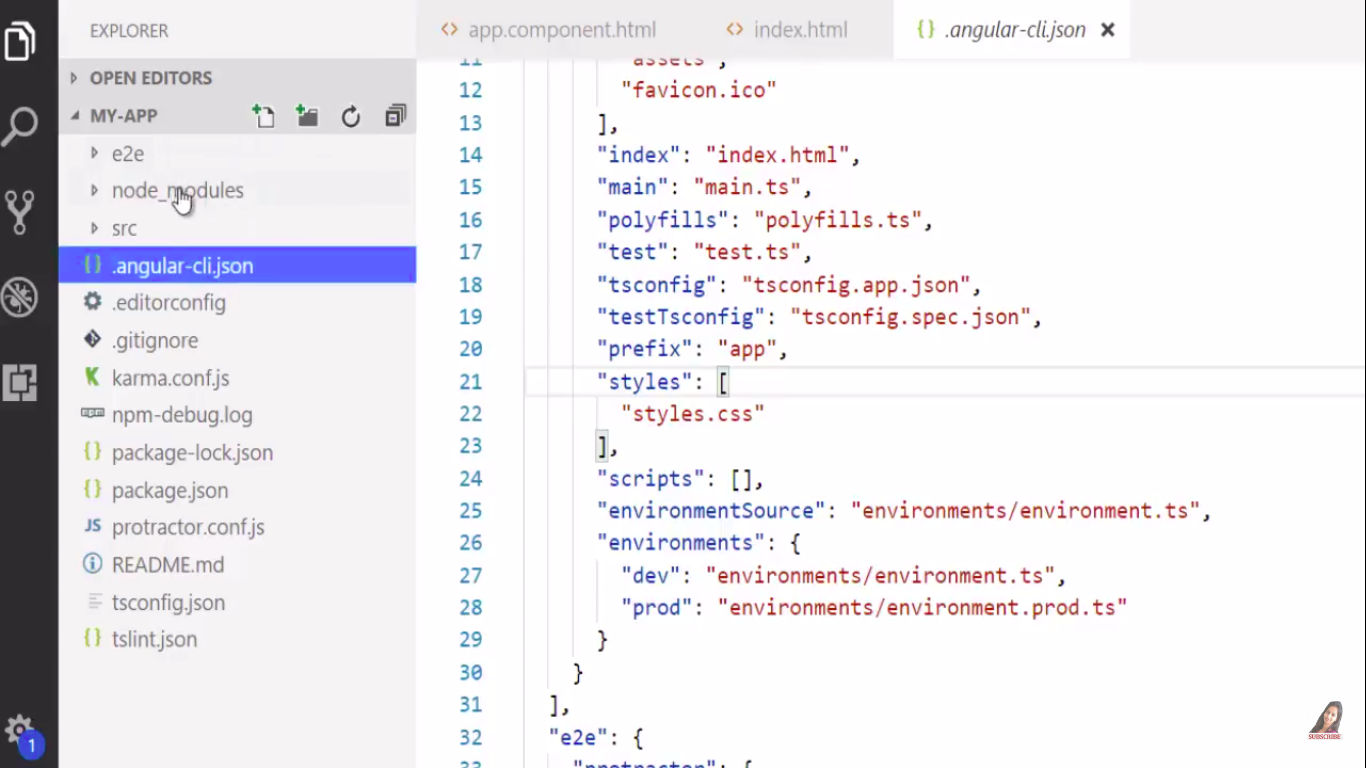 EXPLORER
OPEN EDITORS
MY-APP
e2e
node_modules
src
{} .angular-cli.json
.editorconfig
.gitignore
karma.conf.js
npm-debug.log
{} package-lock.json
{} package.json
JS protractor.conf.js
README.md
tsconfig.json
{} tslint.json
1
<> app.component.html
<> index.html
{} .angular-cli.json
11 "assets",
12 "favicon.ico"
13 ],
14 "index": "index.html",
15 "main": "main.ts",
16 "polyfills": "polyfills.ts",
17 "test": "test.ts",
18 "tsconfig": "tsconfig.app.json",
19 "testTsconfig": "tsconfig.spec.json",
20 "prefix": "app",
21 "styles": [
22 "styles.css"
23 ],
24 "scripts": [],
25 "environmentSource": "environments/environment.ts",
26 "environments": {
27 "dev": "environments/environment.ts",
28 "prod": "environments/environment.prod.ts"
29 }
30 }
31 ],
32 "e2e": {
33 "protractor": {
SUBSCRIBE